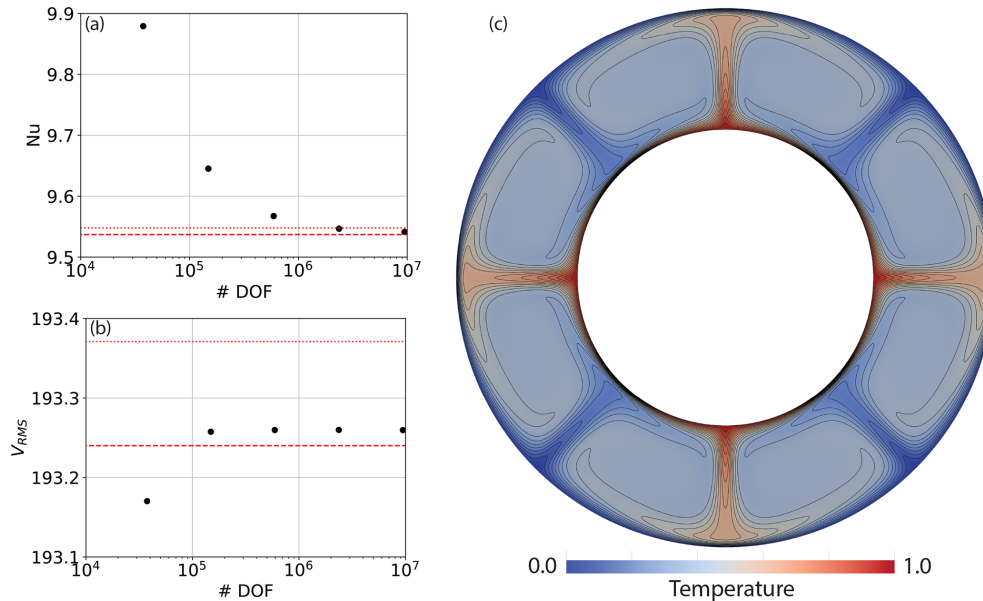 (a)
9.9
9.8
9.7
9.6
9.5
Nu
10^4 10^5 10^6 10^7
# DOF
(b)
193.4
193.3
193.2
193.1
V_RMS
10^4 10^5 10^6 10^7
# DOF
(c)
0.0 1.0
Temperature